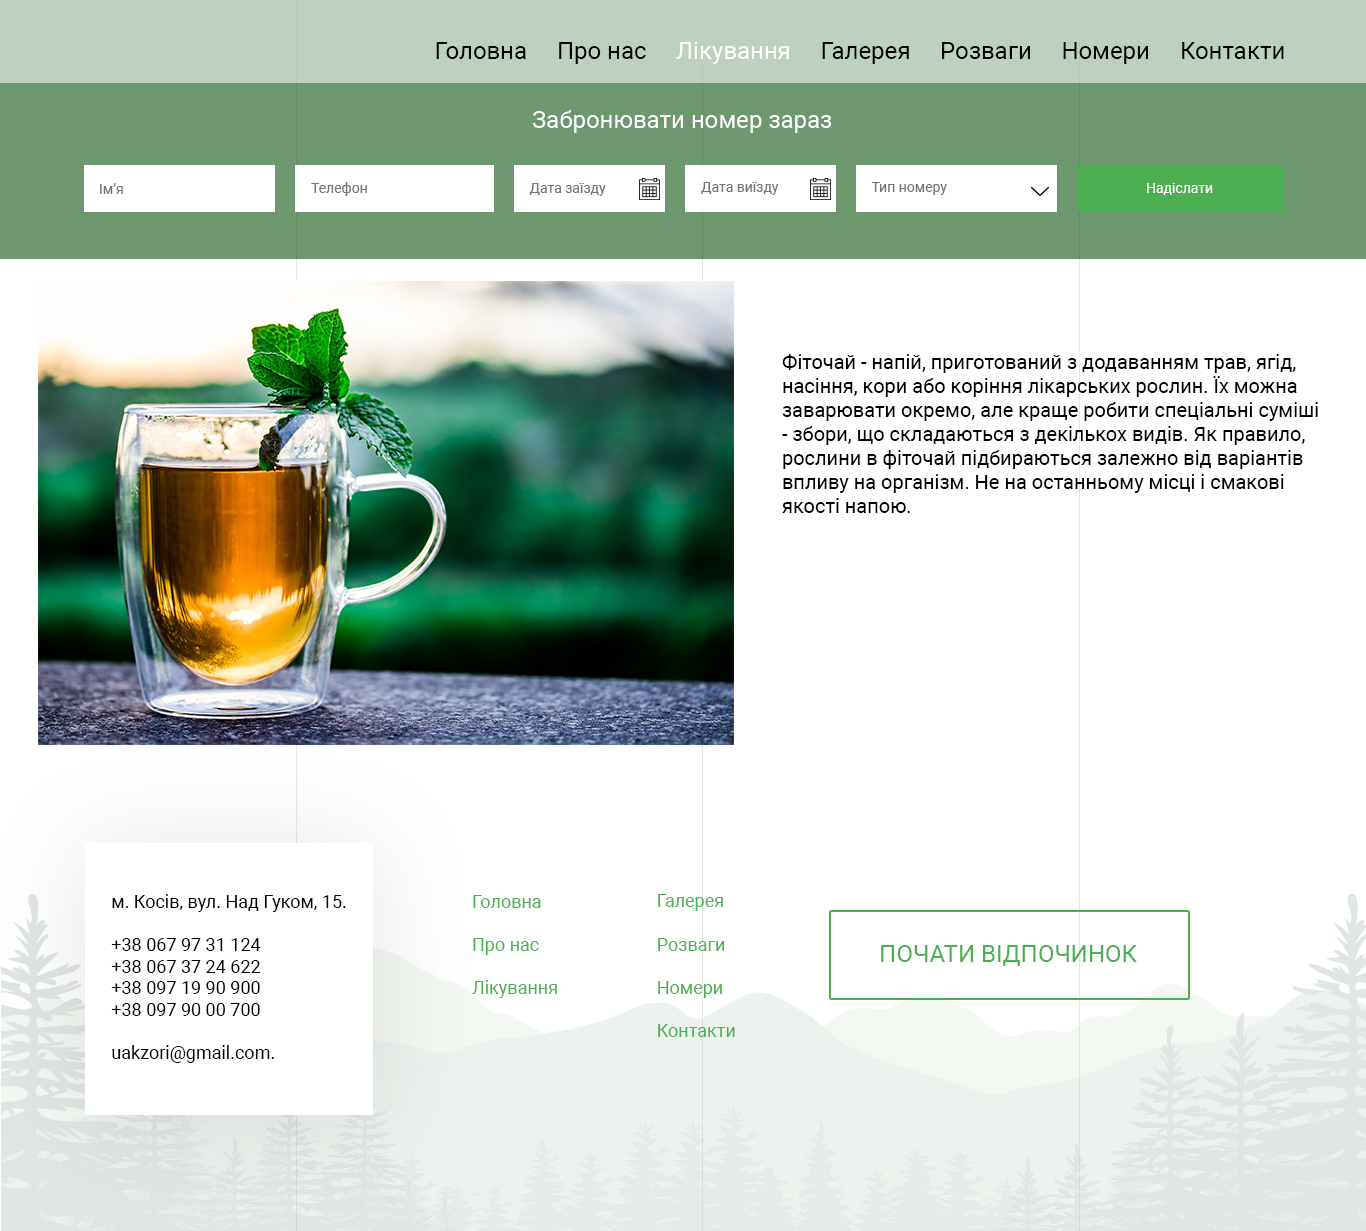 Головна Про нас Лікування Галерея Розваги Номери Контакти
Забронювати номер зараз
Ім'я Телефон Дата заїзду Дата виїзду Тип номеру Надіслати
Фіточай - напій, приготований з додаванням трав, ягід,
насіння, кори або коріння лікарських рослин. Їх можна
заварювати окремо, але краще робити спеціальні суміші
- збори, що складаються з декількох видів. Як правило,
рослини в фіточай підбираються залежно від варіантів
впливу на організм. Не на останньому місці і смакові
якості напою.
м. Косів, вул. Над Гуком, 15.
+38 067 97 31 124
+38 067 37 24 622
+38 097 19 90 900
+38 097 90 00 700
uakzori@gmail.com.
Головна
Про нас
Лікування
Галерея
Розваги
Номери
Контакти
ПОЧАТИ ВІДПОЧИНОК